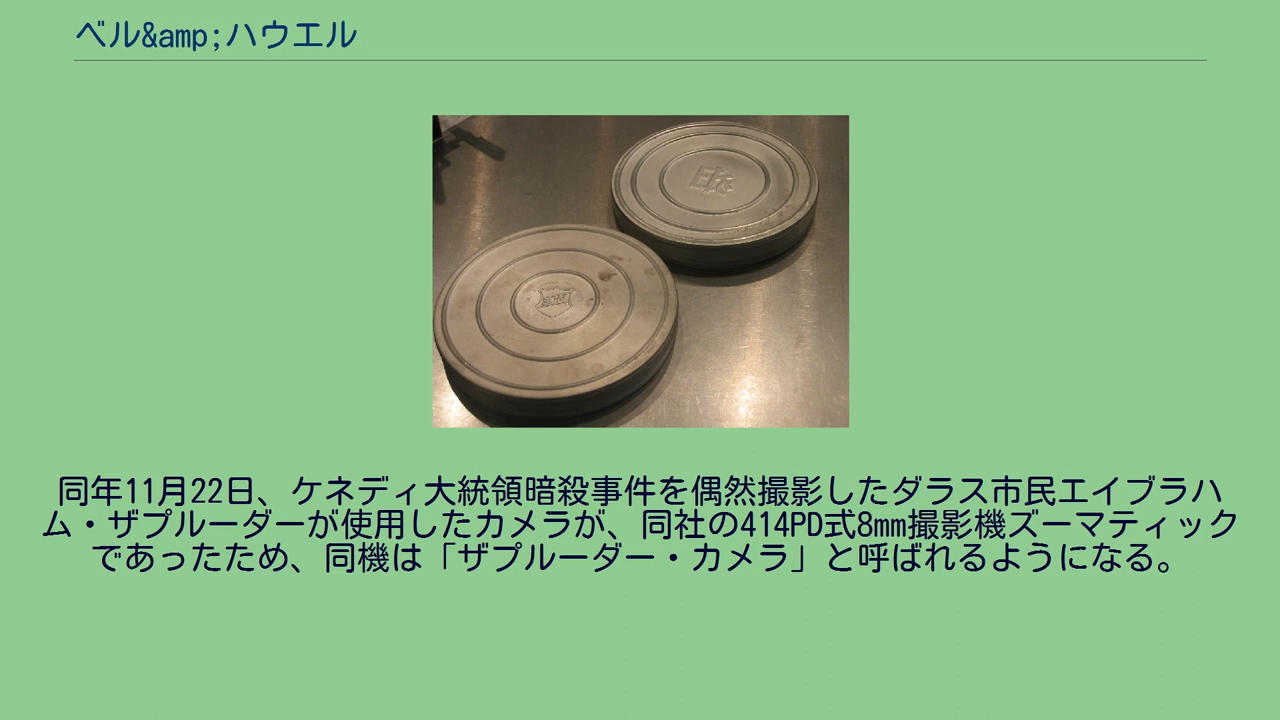 ベル&amp;ハウエル
同年11月22日、ケネディ大統領暗殺事件を偶然撮影したダラス市民エイブラハ
ム・ザプルーダーが使用したカメラが、同社の414PD式8mm撮影機ズーマティック
であったため、同機は「ザプルーダー・カメラ」と呼ばれるようになる。